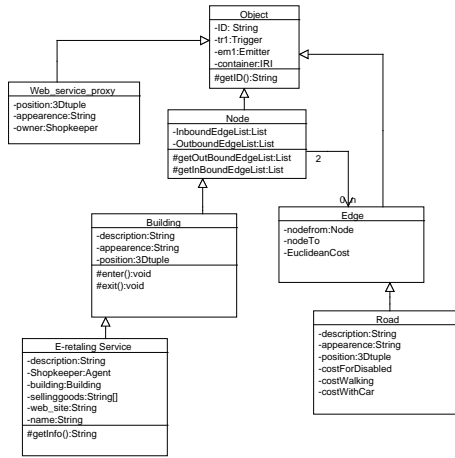 Object
-ID: String
-tr1:Trigger
-em1:Emitter
-container:IRI
#getID():String
Web_service_proxy
-position:3Dtuple
-appearence:String
-owner:Shopkeeper
Node
-InboundEdgeList:List
-OutboundEdgeList:List
#getOutBoundEdgeList:List
#getInBoundEdgeList:List
2
0..n
Building
-description:String
-appearence:String
-position:3Dtuple
#enter():void
#exit():void
Edge
-nodefrom:Node
-nodeTo
-EuclideanCost
E-retaling Service
-description:String
-Shopkeeper:Agent
-building:Building
-sellinggoods:String[]
-web_site:String
-name:String
#getInfo():String
Road
-description:String
-appearence:String
-position:3Dtuple
-costForDisabled
-costWalking
-costWithCar